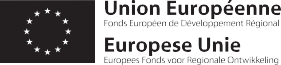 Union Européenne
Fonds Européen de Développement Régional
Europese Unie
Europees Fonds voor Regionale Ontwikkeling